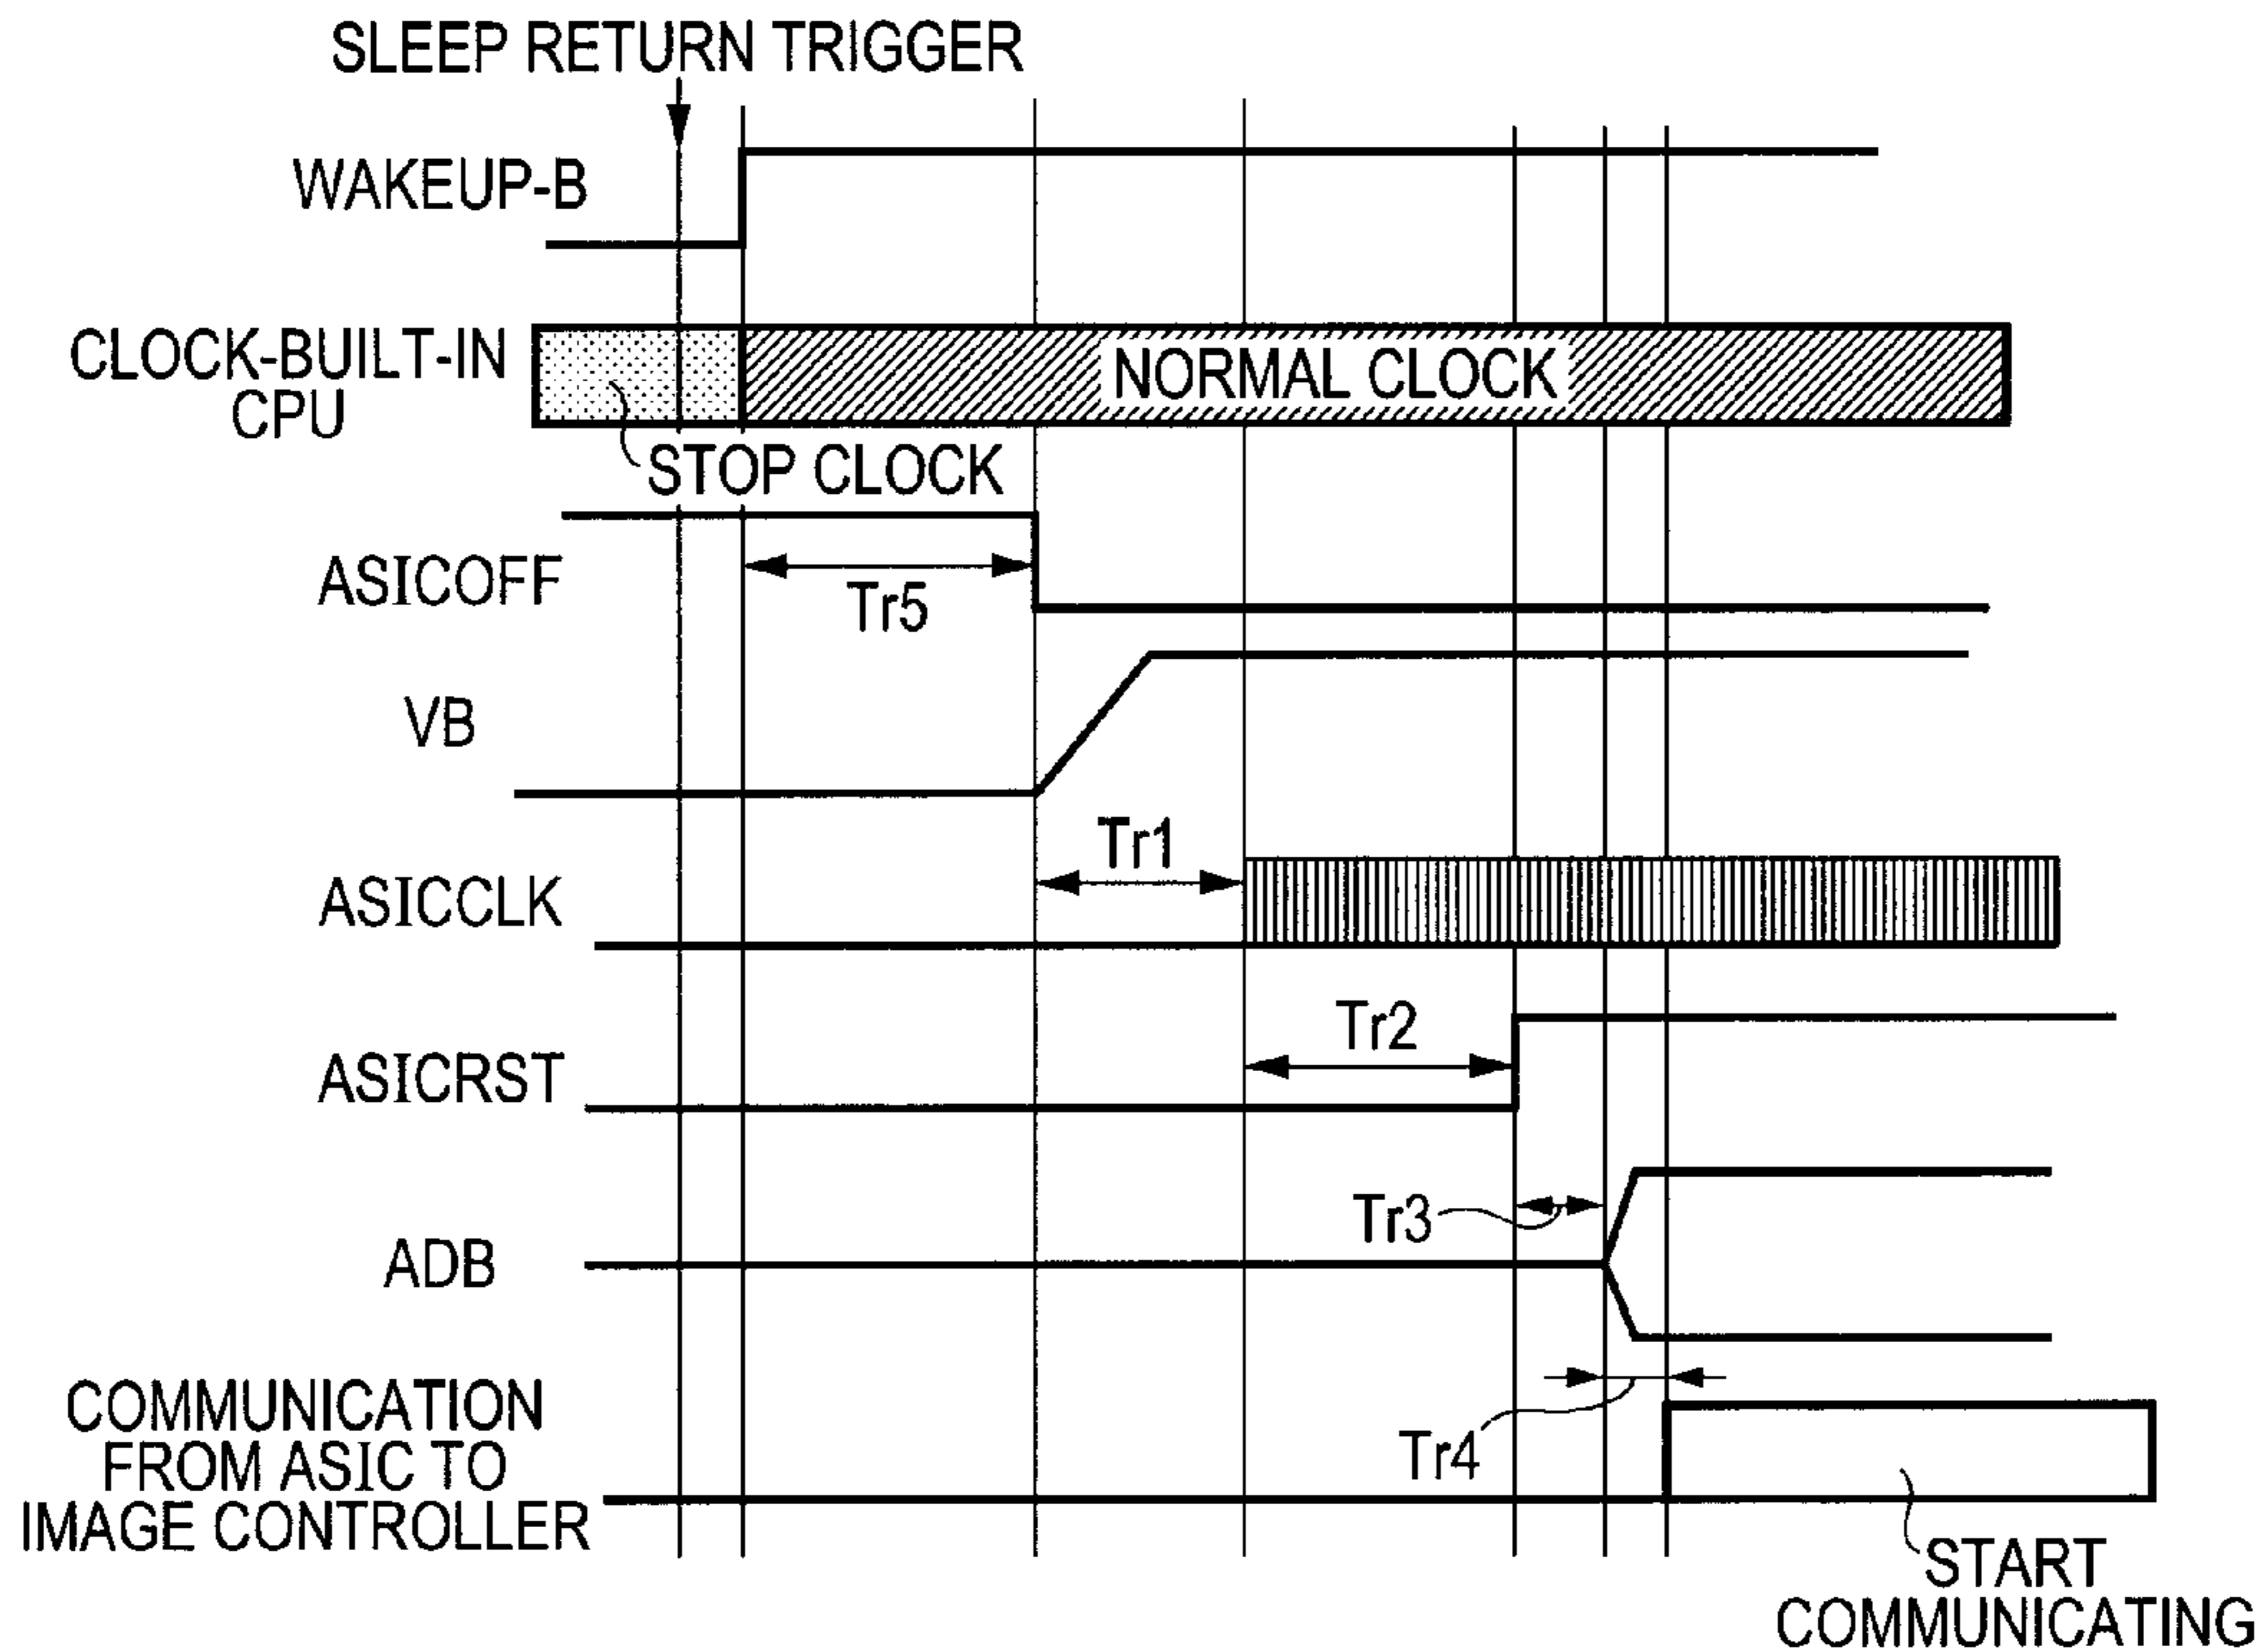 SLEEP RETURN TRIGGER
WAKEUP-B
CLOCK-BUILT-IN
CPU
NORMAL CLOCK
STOP CLOCK
ASICOFF
Tr5
VB
Tr1
ASICCLK
Tr2
ASICRST
Tr3
ADB
COMMUNICATION
FROM ASIC TO
IMAGE CONTROLLER
Tr4
START
COMMUNICATING